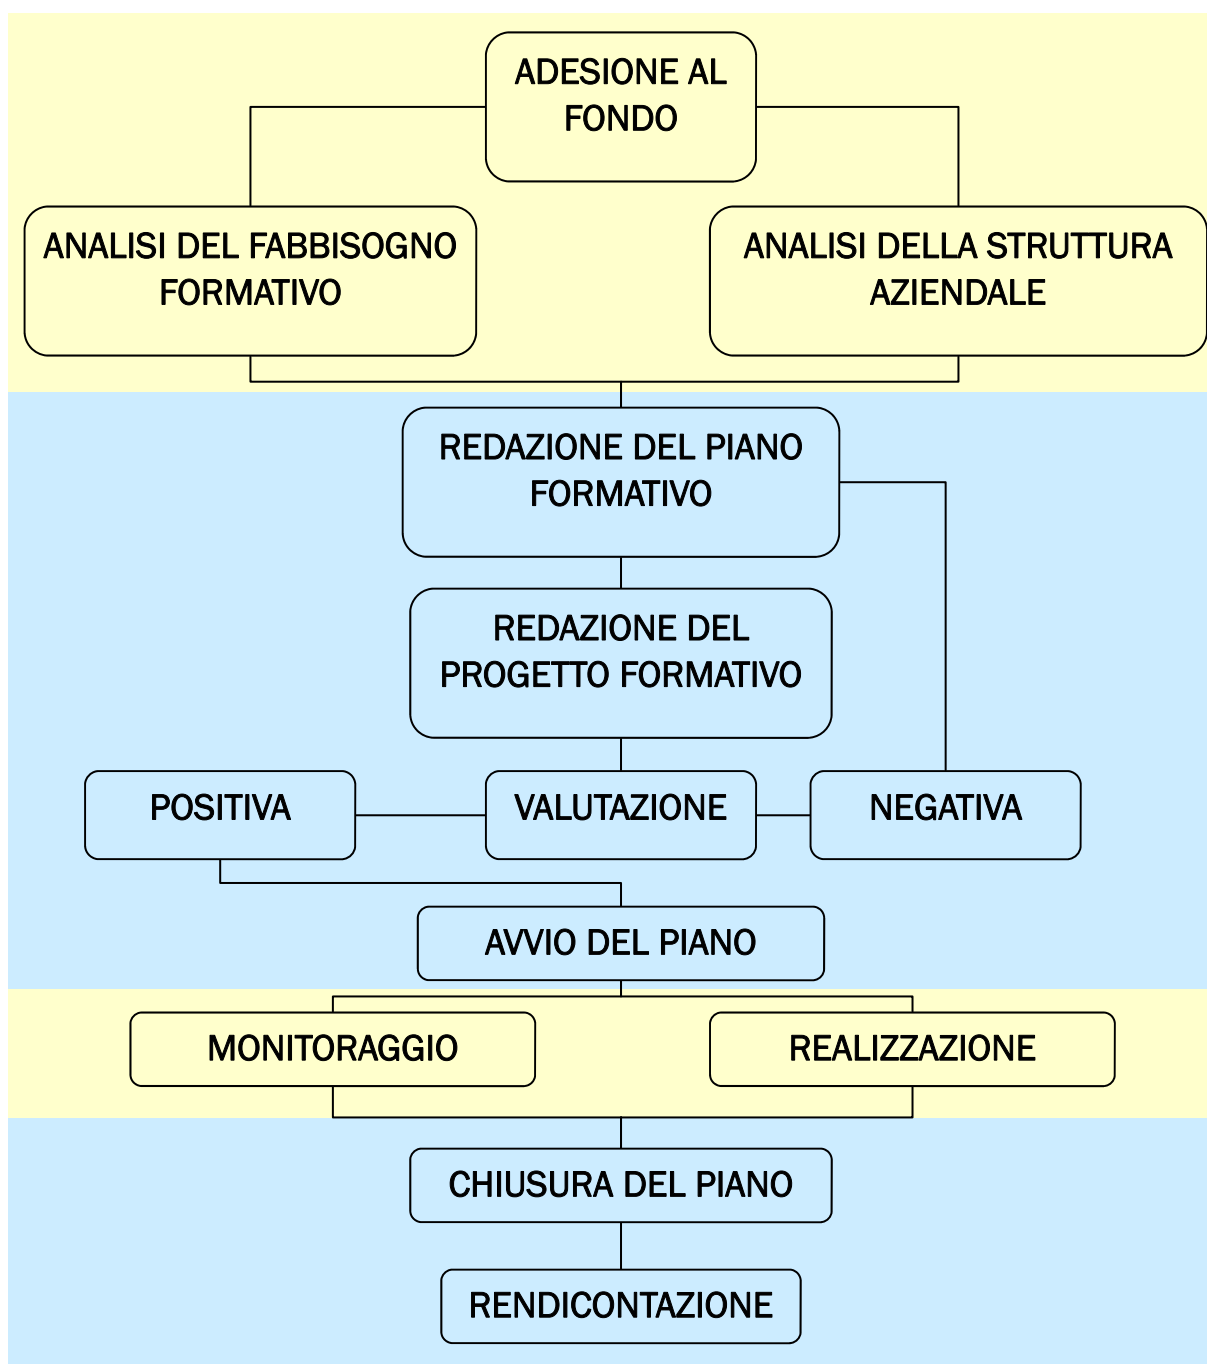 ADESIONE AL
FONDO
ANALISI DEL FABBISOGNO
FORMATIVO
ANALISI DELLA STRUTTURA
AZIENDALE
REDAZIONE DEL PIANO
FORMATIVO
REDAZIONE DEL
PROGETTO FORMATIVO
POSITIVA
VALUTAZIONE
NEGATIVA
AVVIO DEL PIANO
MONITORAGGIO
REALIZZAZIONE
CHIUSURA DEL PIANO
RENDICONTAZIONE